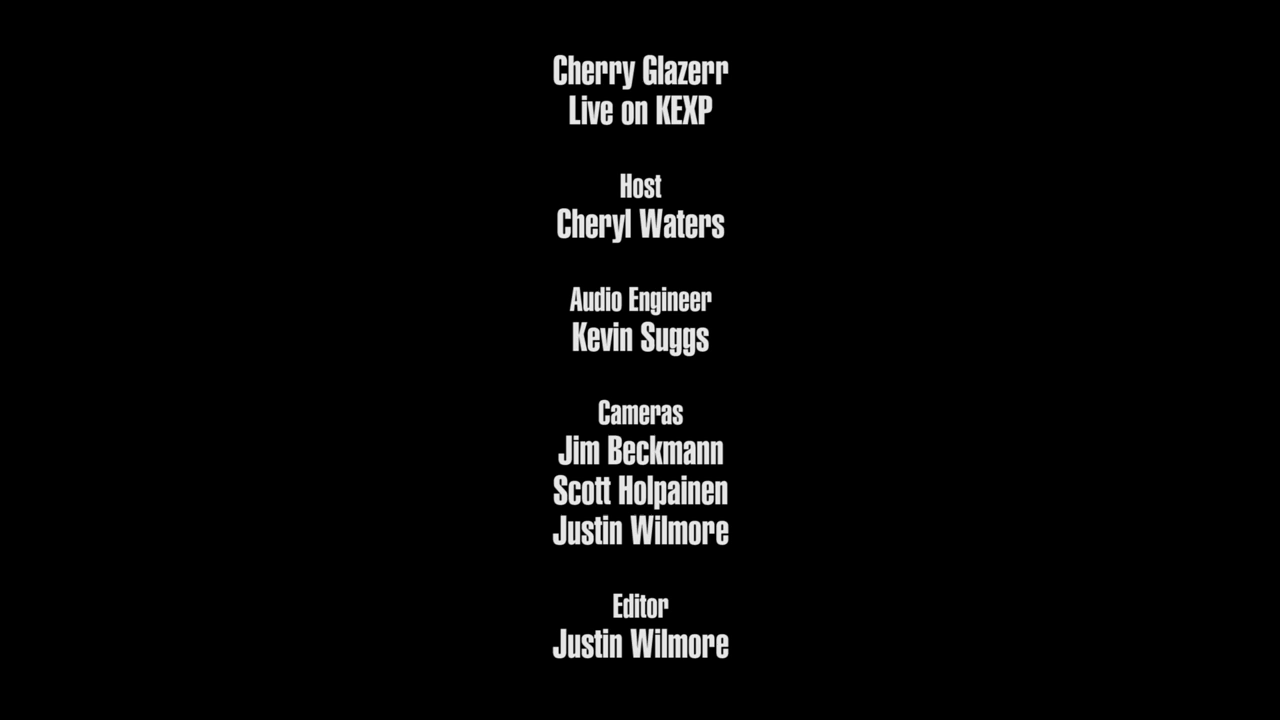 Cherry Glazerr
Live on KEXP
Host
Cheryl Waters
Audio Engineer
Kevin Suggs
Cameras
Jim Beckmann
Scott Holpainen
Justin Wilmore
Editor
Justin Wilmore